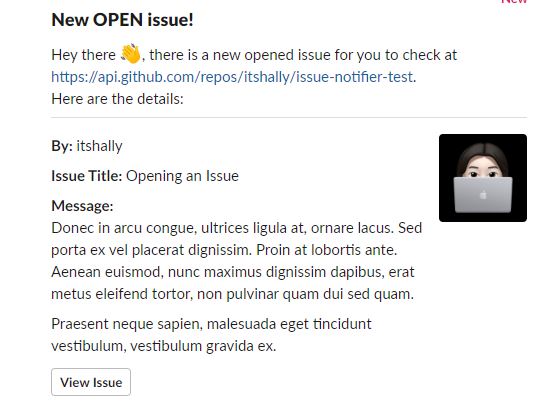 New
New OPEN issue!
Hey there 👋, there is a new opened issue for you to check at
https://api.github.com/repos/itshally/issue-notifier-test.
Here are the details:
By: itshally
Issue Title: Opening an Issue
Message:
Donec in arcu congue, ultrices ligula at, ornare lacus. Sed
porta ex vel placerat dignissim. Proin at lobortis ante.
Aenean euismod, nunc maximus dignissim dapibus, erat
metus eleifend tortor, non pulvinar quam dui sed quam.
Praesent neque sapien, malesuada eget tincidunt
vestibulum, vestibulum gravida ex.
View Issue